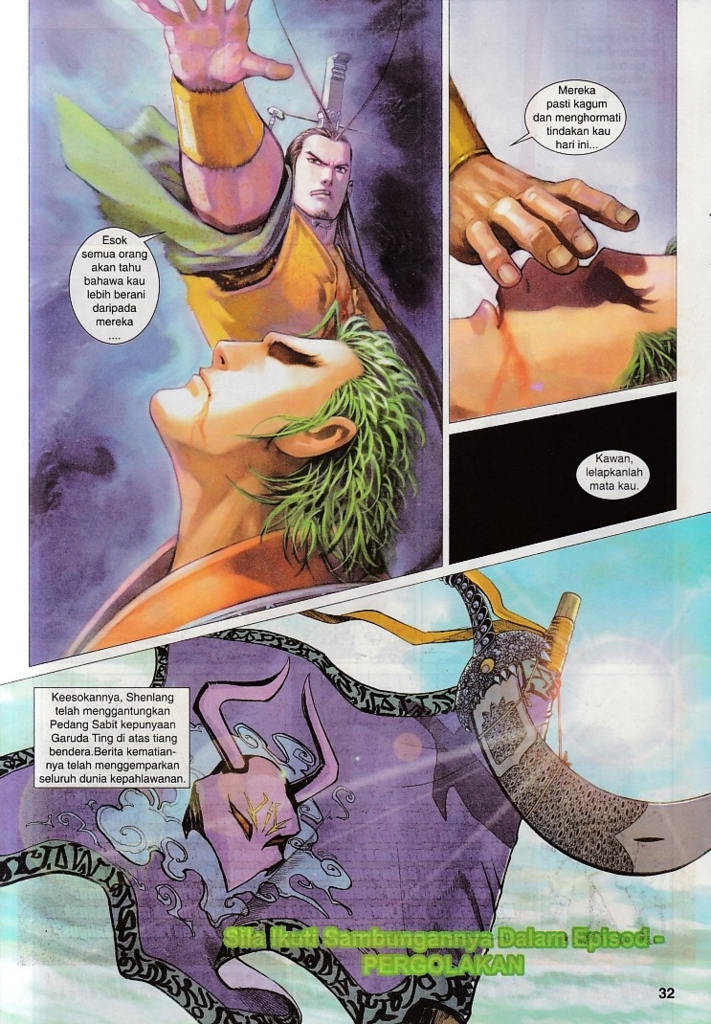 Esok
semua orang
akan tahu
bahawa kau
lebih berani
daripada
mereka
....
Mereka
pasti kagum
dan menghormati
tindakan kau
hari ini...
Kawan,
lelapkanlah
mata kau.
Keesokannya, Shenlang
telah menggantungkan
Pedang Sabit kepunyaan
Garuda Ting di atas tiang
bendera.Berita kematian-
nya telah menggemparkan
seluruh dunia kepahlawanan.
Sila Ikuti Sambungannya Dalam Episod -
PERGOLAKAN
32